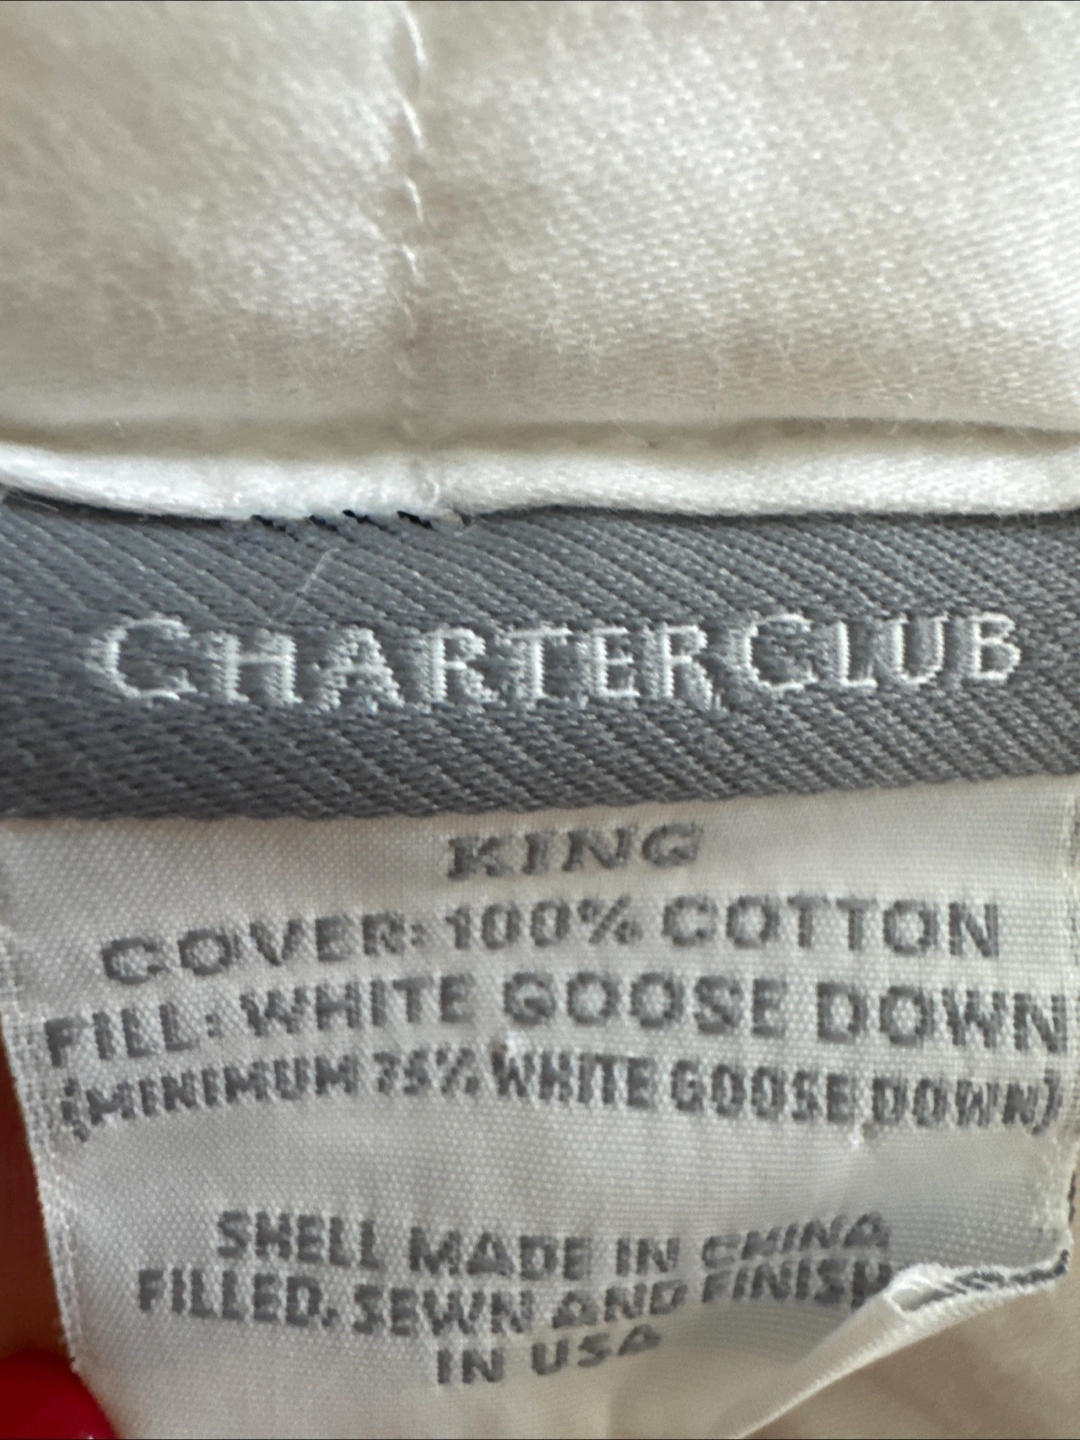 CHARTER CLUB
KING
COVER: 100% COTTON
FILL: WHITE GOOSE DOWN
(MINIMUM 75% WHITE GOOSE DOWN)
SHELL MADE IN CHINA
FILLED, SEWN AND FINISH
IN USA